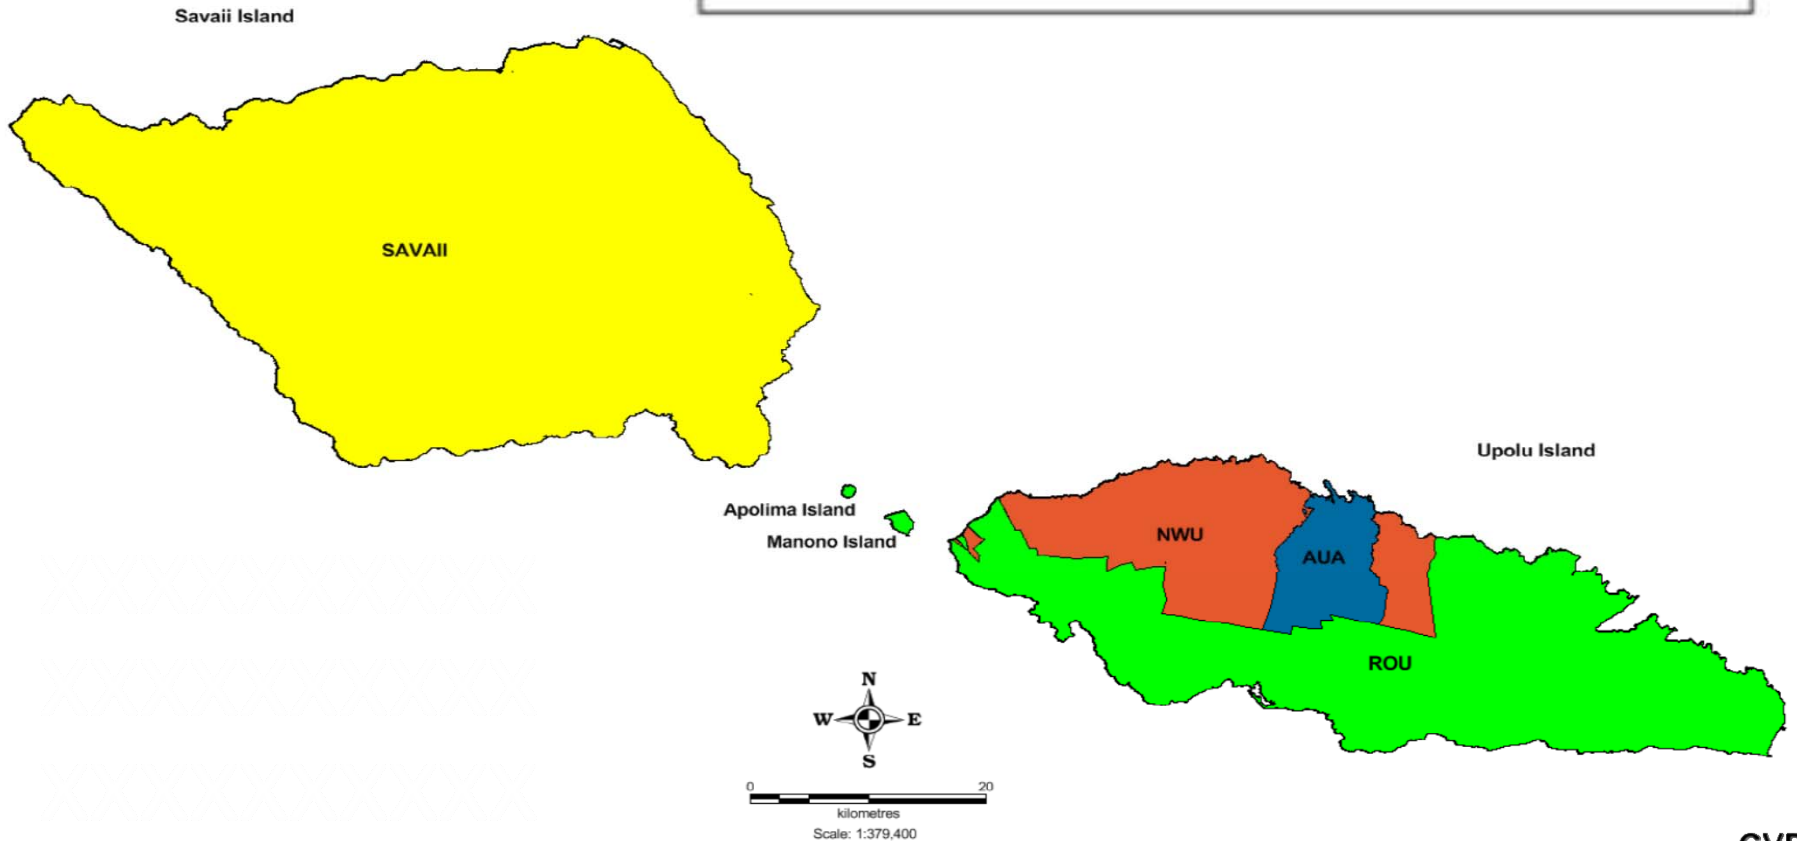 Savaii Island
SAVAII
Upolu Island
Apolima Island
Manono Island
NWU
AUA
ROU
N
W E
S
0 20
kilometres
Scale: 1:379,400